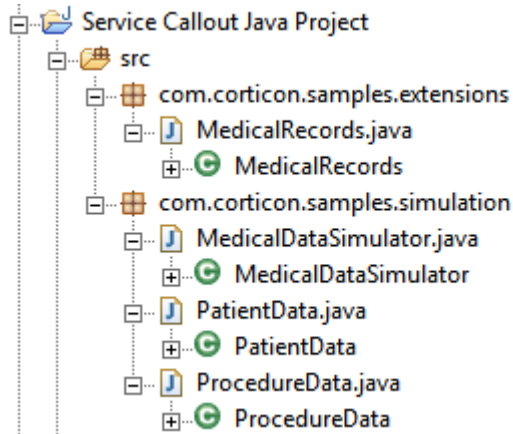 Service Callout Java Project
src
com.corticon.samples.extensions
MedicalRecords.java
MedicalRecords
com.corticon.samples.simulation
MedicalDataSimulator.java
MedicalDataSimulator
PatientData.java
PatientData
ProcedureData.java
ProcedureData